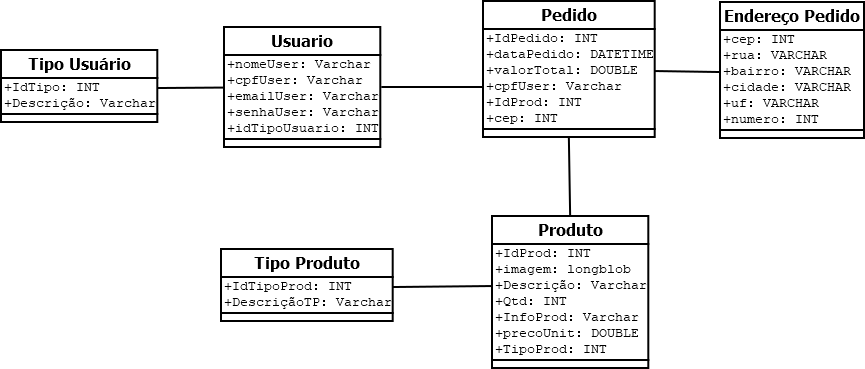 Tipo Usuário
+IdTipo: INT
+Descrição: Varchar
Usuario
+nomeUser: Varchar
+cpfUser: Varchar
+emailUser: Varchar
+senhaUser: Varchar
+idTipoUsuario: INT
Pedido
+IdPedido: INT
+dataPedido: DATETIME
+valorTotal: DOUBLE
+cpfUser: Varchar
+IdProd: INT
+cep: INT
Endereço Pedido
+cep: INT
+rua: VARCHAR
+bairro: VARCHAR
+cidade: VARCHAR
+uf: VARCHAR
+numero: INT
Tipo Produto
+IdTipoProd: INT
+DescriçãoTP: Varchar
Produto
+IdProd: INT
+imagem: longblob
+Descrição: Varchar
+Qtd: INT
+InfoProd: Varchar
+precoUnit: DOUBLE
+TipoProd: INT